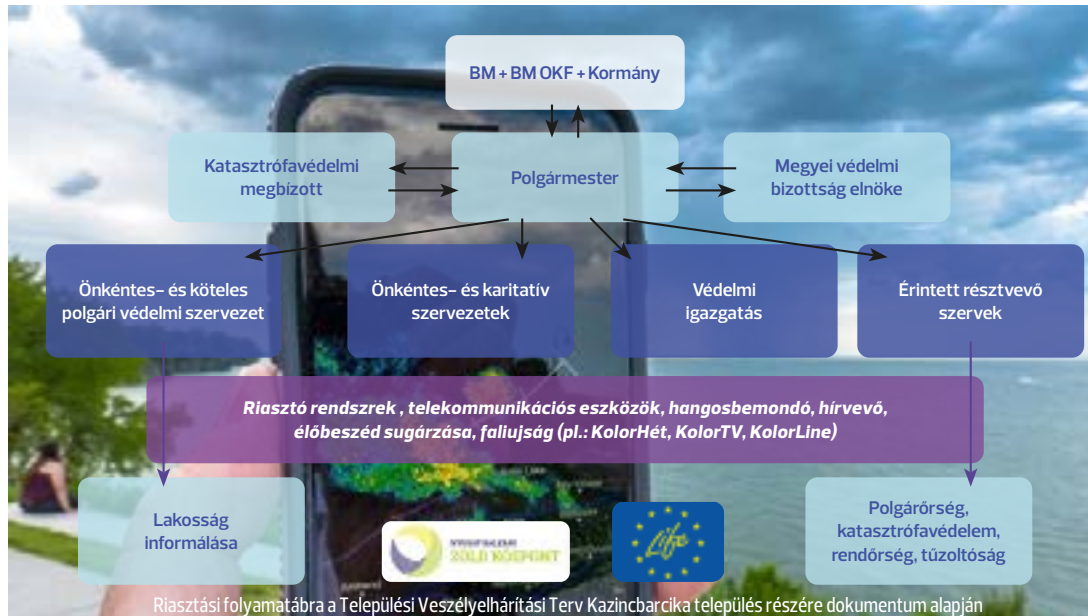 BM + BM OKF + Kormány
Katasztrófavédelmi
megbízott
Polgármester
Megyei védelmi
bizottság elnöke
Önkéntes- és köteles
polgári védelmi szervezet
Önkéntes- és karitatív
szervezetek
Védelmi
igazgatás
Érintett résztvevő
szervek
Riasztó rendszrek , telekommunikációs eszközök, hangosbemondó, hírvevő,
élőbeszéd sugárzása, faliujság (pl.: KolorHét, KolorTV, KolorLine)
Lakosság
informálása
ZÖLD KÖZPONT
Life
Polgárőrség,
katasztrófavédelem,
rendőrség, tűzoltóság
Riasztási folyamatábra a Települési Veszélyelhárítási Terv Kazincbarcika település részére dokumentum alapján